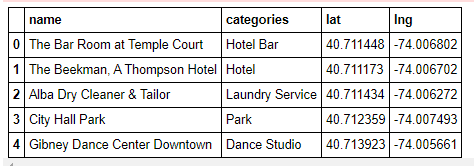 name categories lat lng
0 The Bar Room at Temple Court Hotel Bar 40.711448 -74.006802
1 The Beekman, A Thompson Hotel Hotel 40.711173 -74.006702
2 Alba Dry Cleaner & Tailor Laundry Service 40.711434 -74.006272
3 City Hall Park Park 40.712359 -74.007493
4 Gibney Dance Center Downtown Dance Studio 40.713923 -74.005661